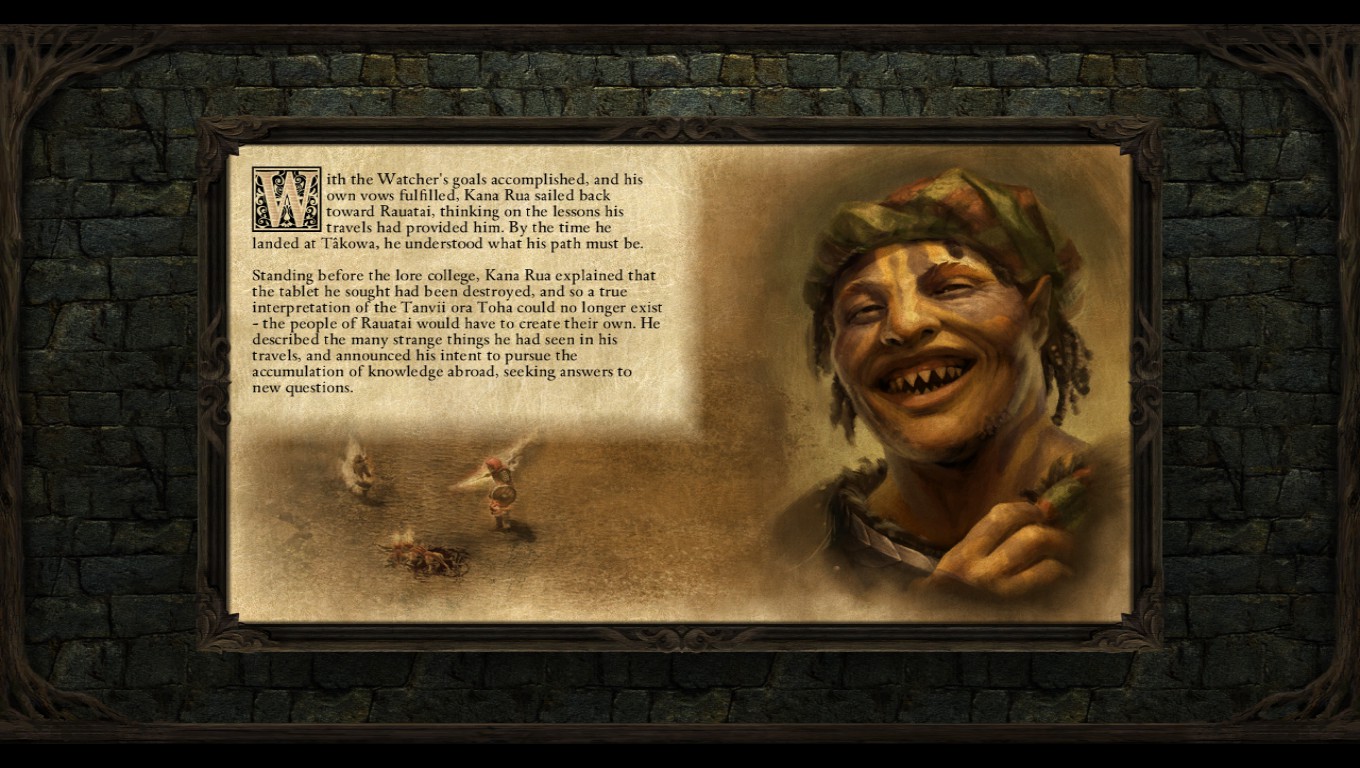 With the Watcher's goals accomplished, and his
own vows fulfilled, Kana Rua sailed back
toward Rauatai, thinking on the lessons his
travels had provided him. By the time he
landed at Tâkowa, he understood what his path must be.
Standing before the lore college, Kana Rua explained that
the tablet he sought had been destroyed, and so a true
interpretation of the Tanvii ora Toha could no longer exist
- the people of Rauatai would have to create their own. He
described the many strange things he had seen in his
travels, and announced his intent to pursue the
accumulation of knowledge abroad, seeking answers to
new questions.